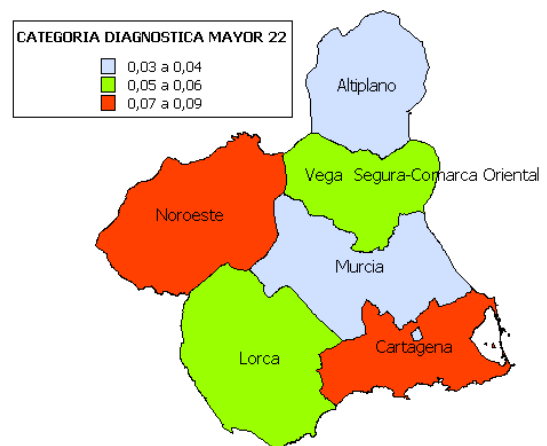 CATEGORIA DIAGNOSTICA MAYOR 22
0,03 a 0,04
0,05 a 0,06
0,07 a 0,09
Altiplano
Vega Segura-Comarca Oriental
Noroeste
Murcia
Cartagena
Lorca